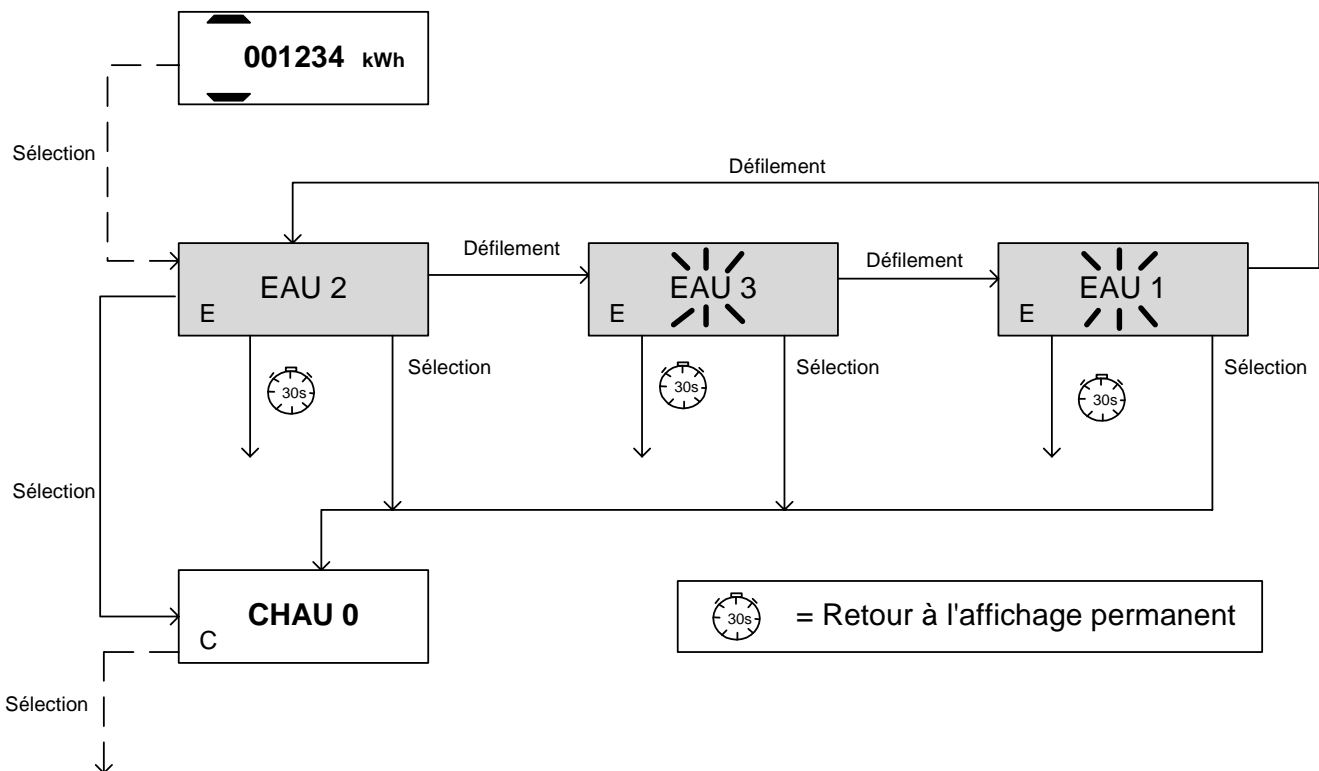 001234 kWh
Sélection
Défilement
EAU 2
E
Défilement
EAU 3
E
Défilement
EAU 1
E
30s
Sélection
30s
Sélection
30s
Sélection
Sélection
CHAU 0
C
30s = Retour à l'affichage permanent
Sélection